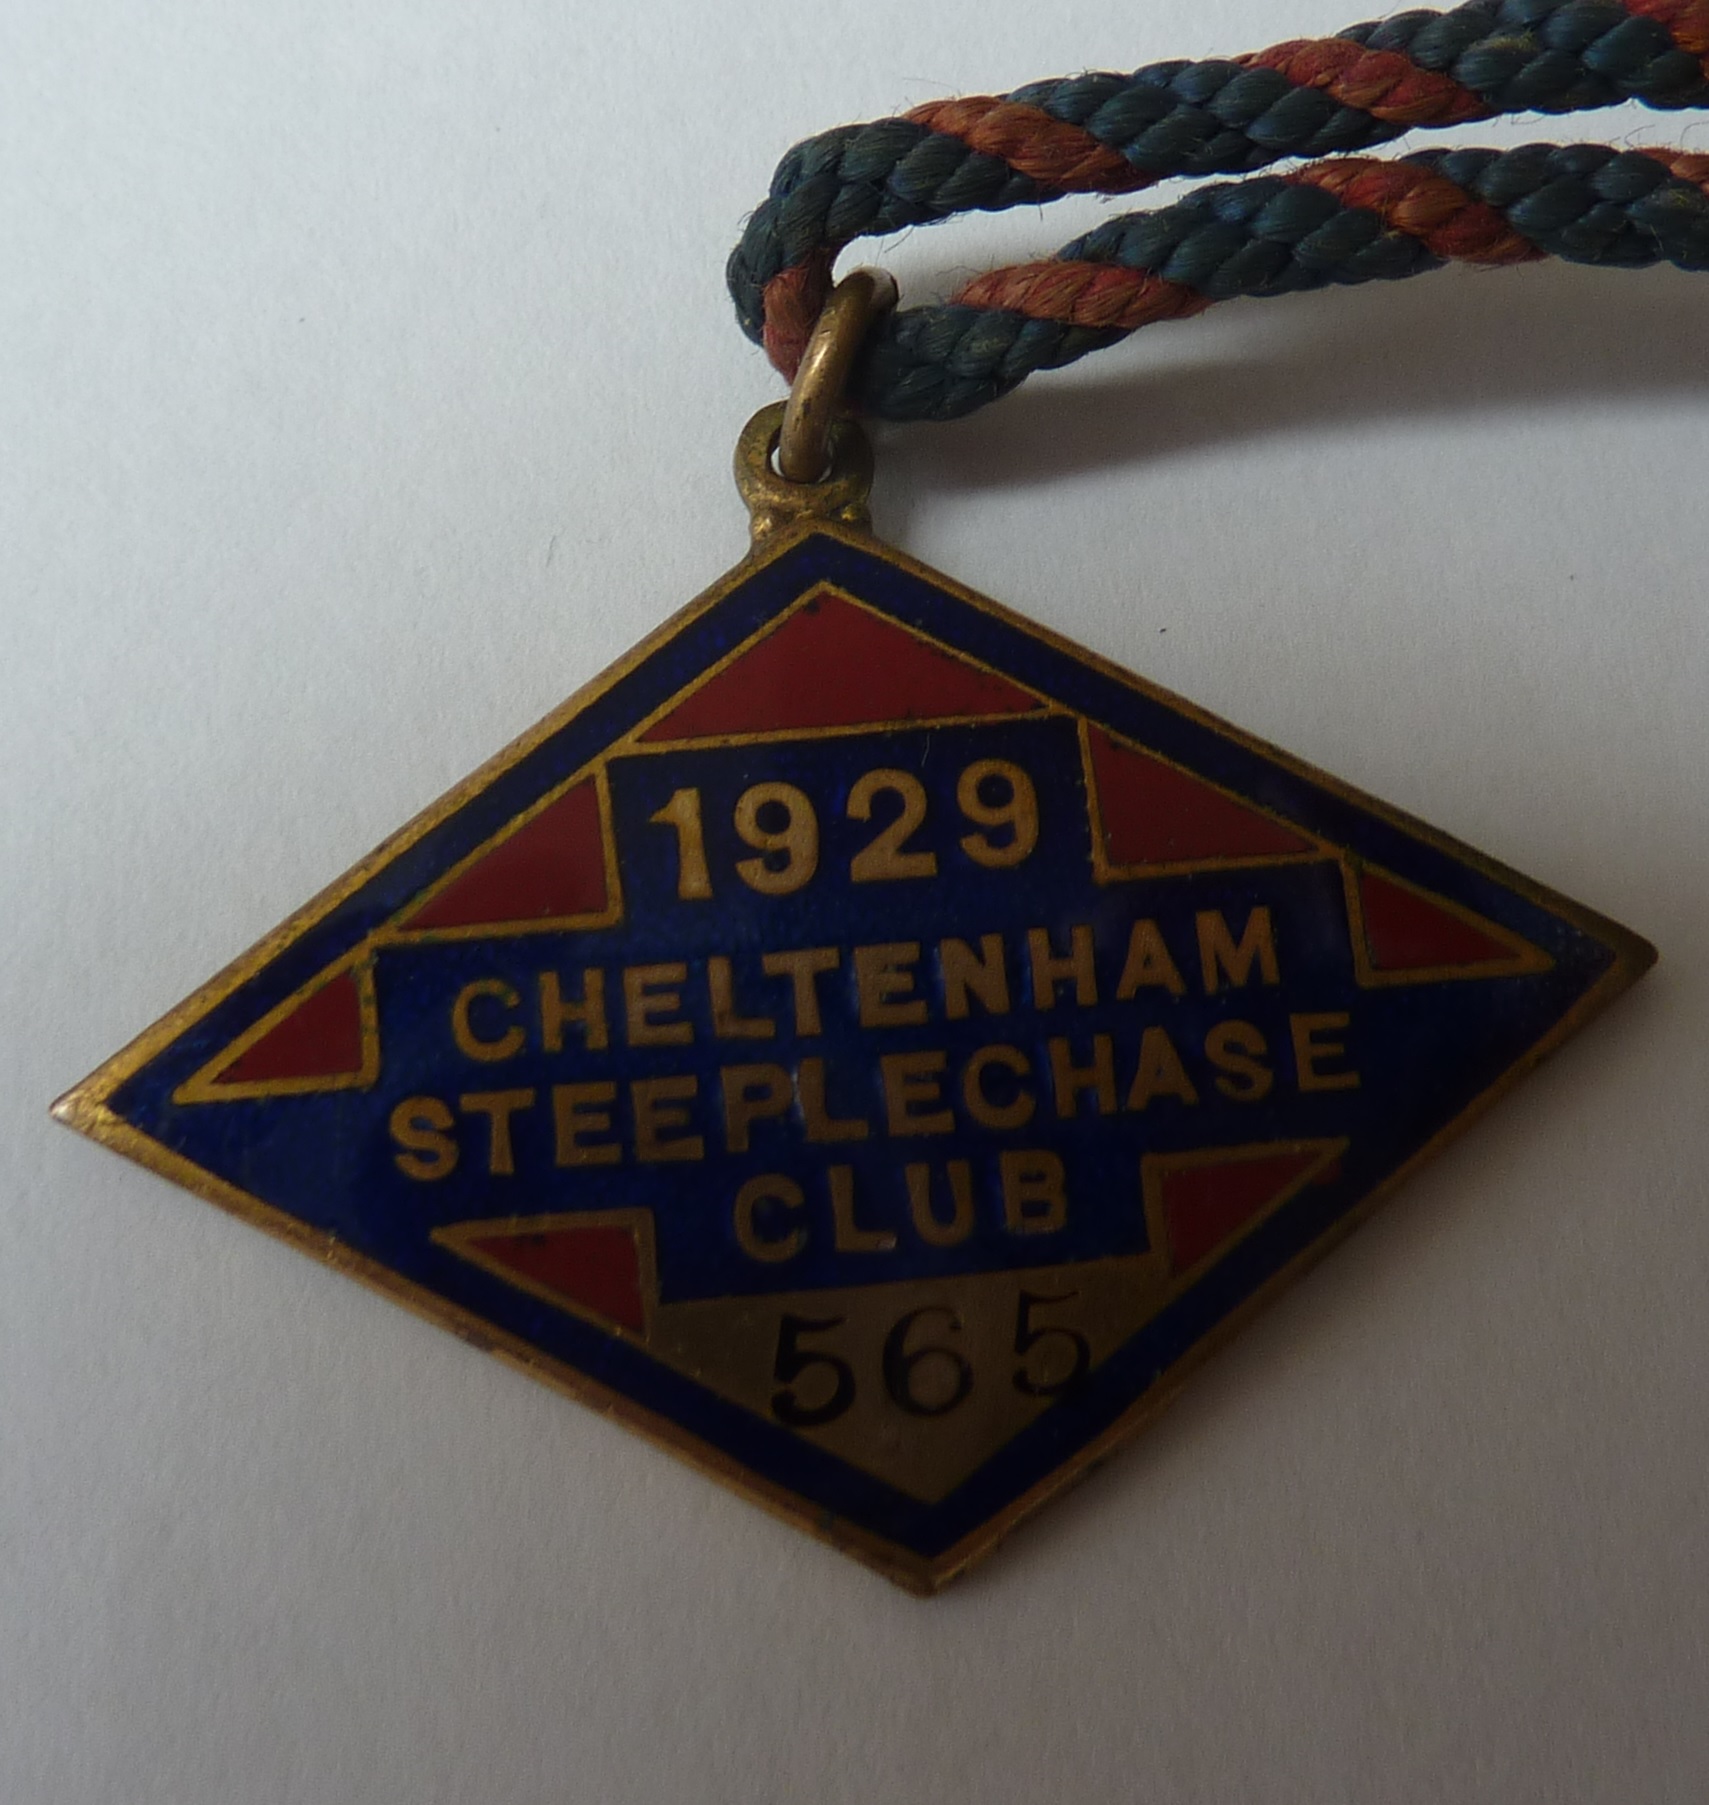 1929
CHELTENHAM
STEEPLECHASE
CLUB
565